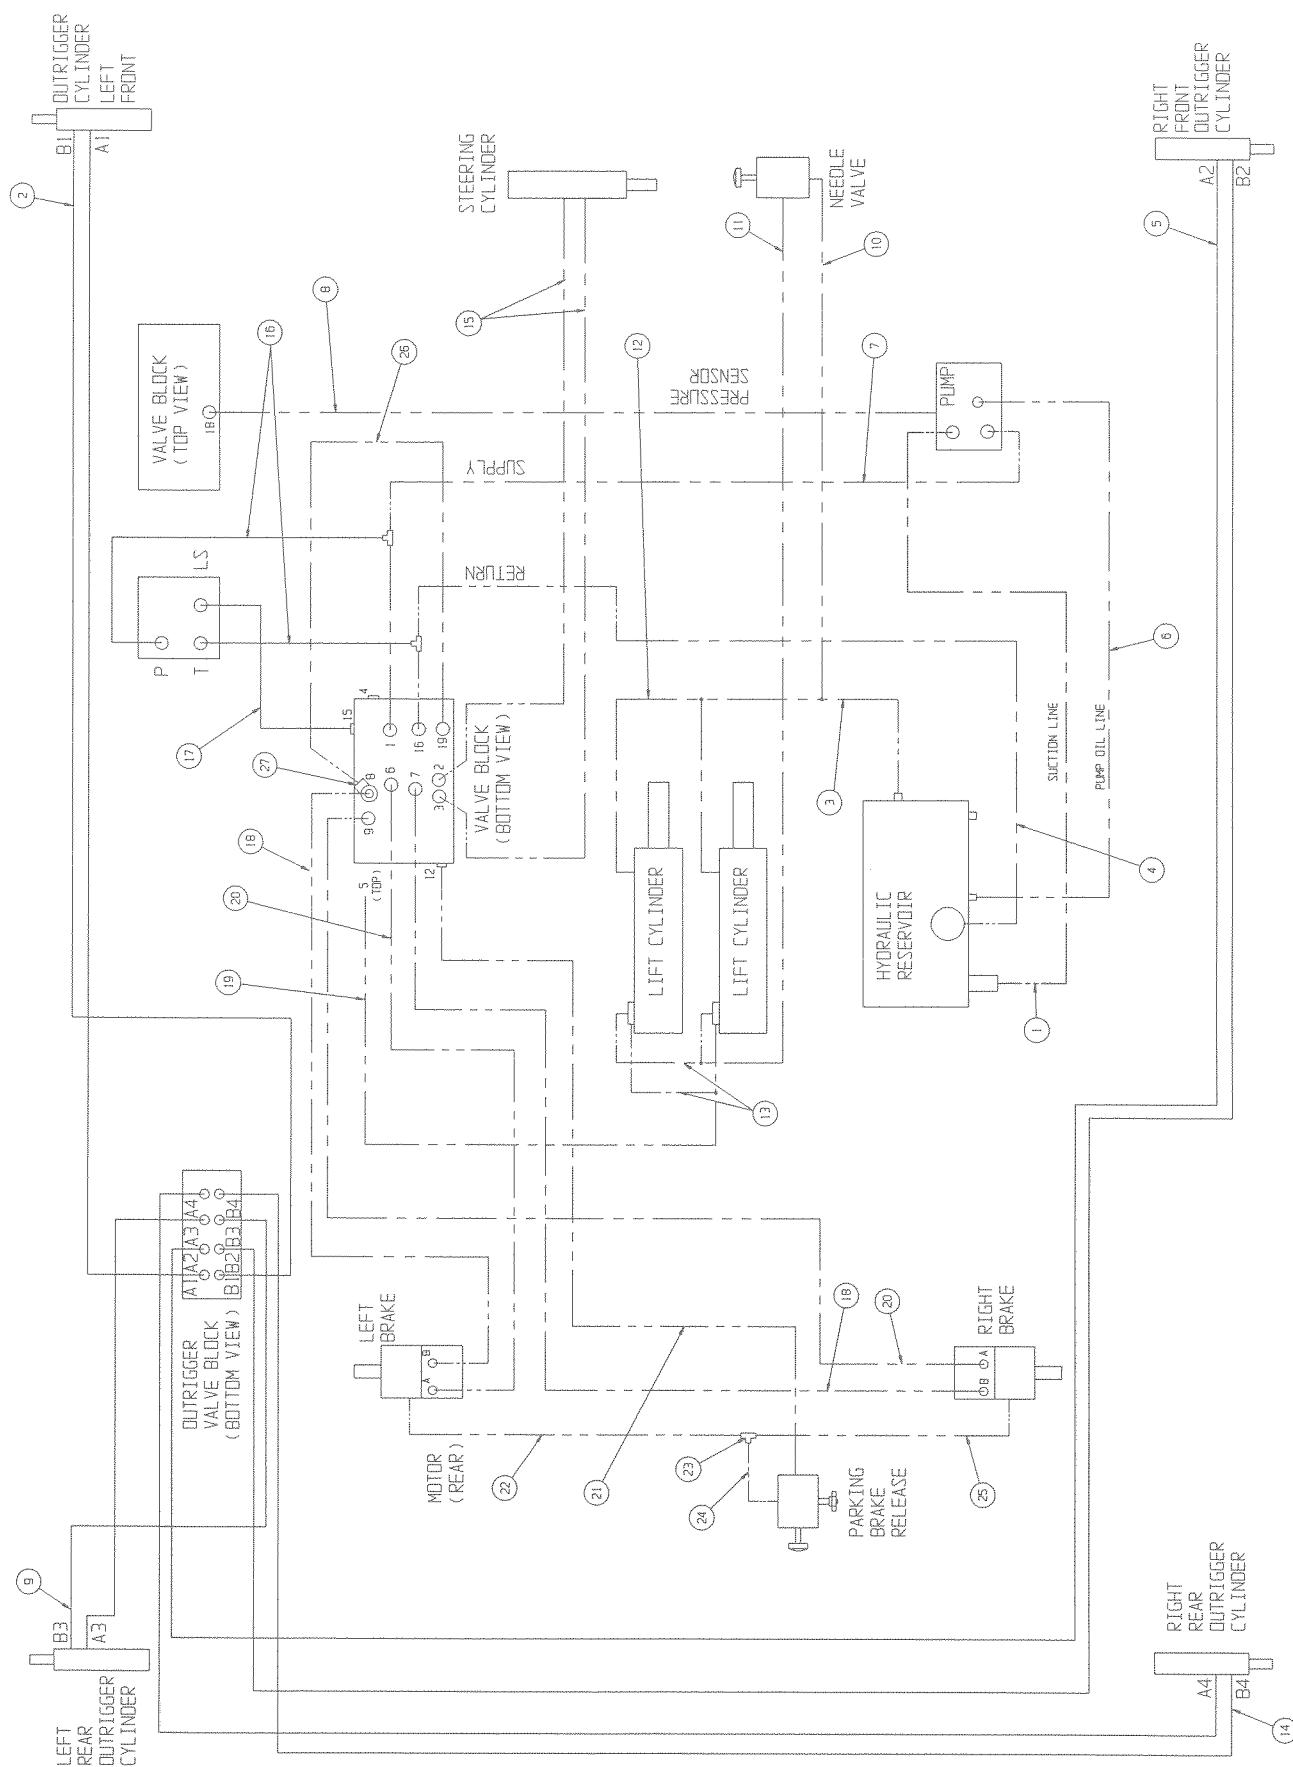 OUTRIGGER
CYLINDER
LEFT
FRONT
B1
A1
2
STEERING
CYLINDER
15
NEEDLE
VALVE
11
10
RIGHT
FRONT
OUTRIGGER
CYLINDER
A2
B2
5
VALVE BLOCK
(TOP VIEW)
18
8
16
26
PRESSURE
SENSOR
SUPPLY
RETURN
12
7
PUMP
P
T
LS
17
15
4
1
16
19
27
8
6
7
9
3
2
VALVE BLOCK
(BOTTOM VIEW)
12
5
(TOP)
18
20
19
LIFT CYLINDER
LIFT CYLINDER
13
3
HYDRAULIC
RESERVOIR
SUCTION LINE
PUMP OIL LINE
6
4
1
A1
A2
A3
A4
B1
B2
B3
B4
OUTRIGGER
VALVE BLOCK
(BOTTOM VIEW)
LEFT
BRAKE
A
B
MOTOR
(REAR)
22
21
23
24
PARKING
BRAKE
RELEASE
18
20
RIGHT
BRAKE
B
A
25
9
B3
A3
LEFT
REAR
OUTRIGGER
CYLINDER
RIGHT
REAR
OUTRIGGER
CYLINDER
A4
B4
14